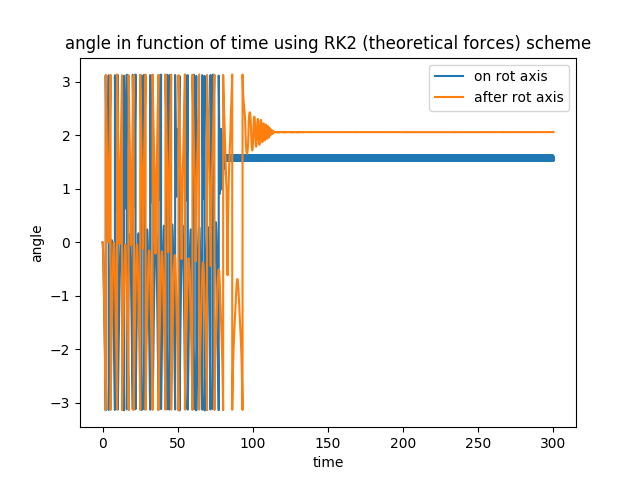 angle in function of time using RK2 (theoretical forces) scheme
on rot axis
after rot axis
3
2
1
0
−1
−2
−3
angle
0
50
100
150
200
250
300
time